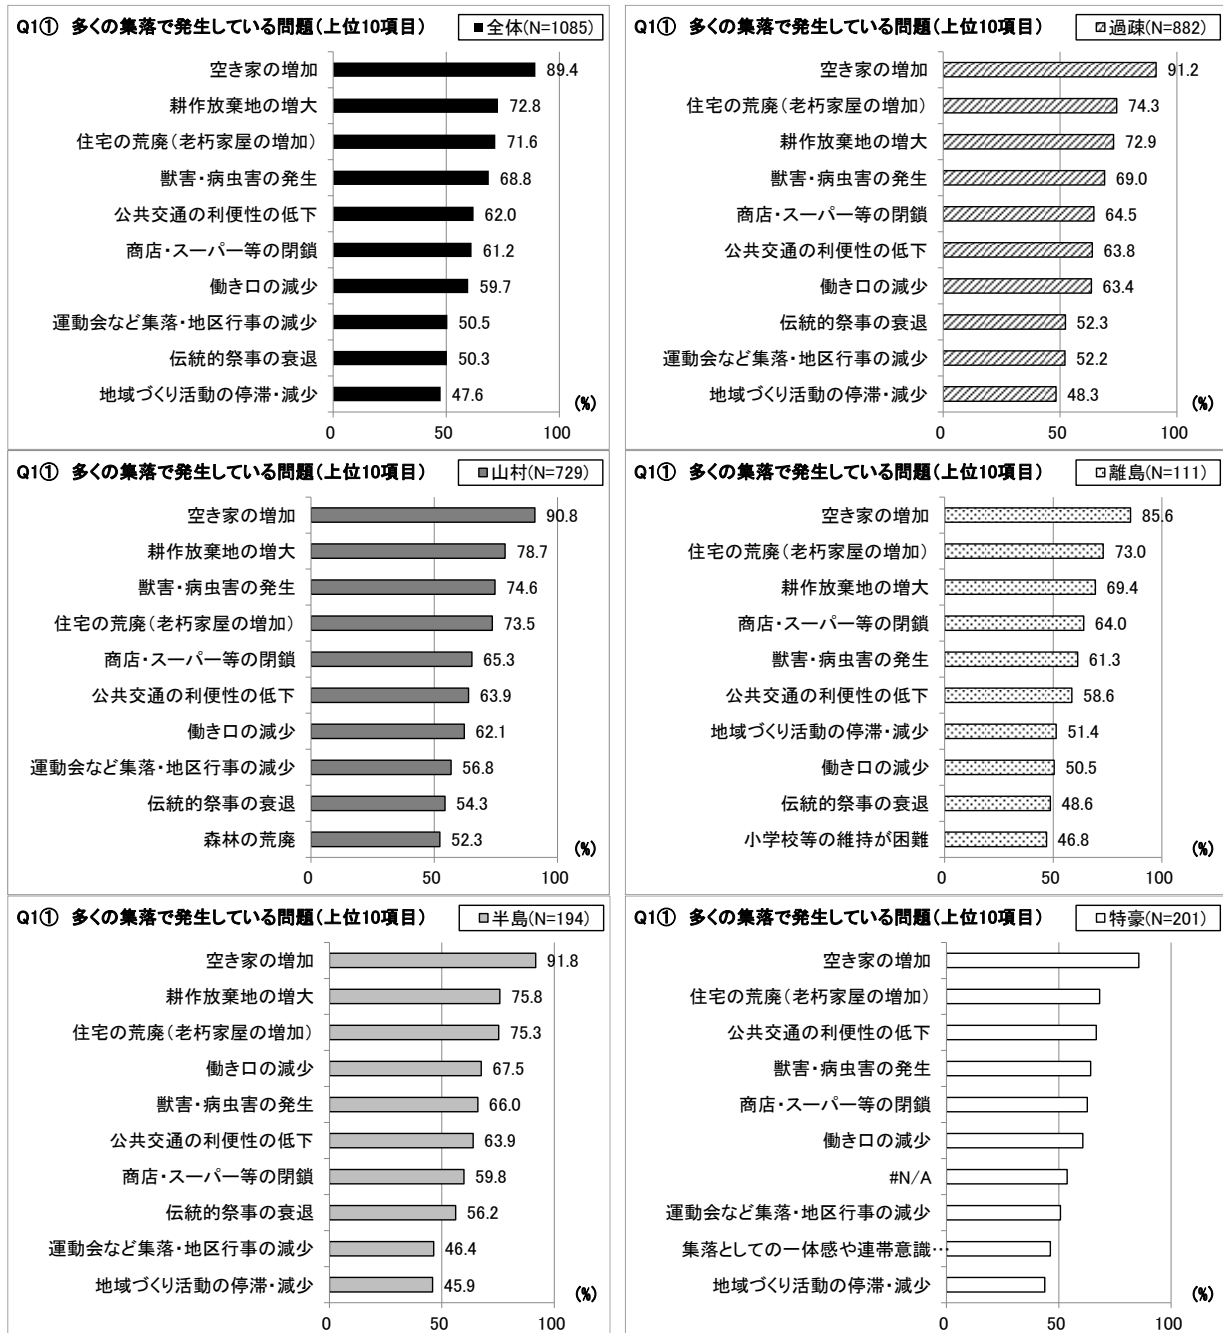 Q1① 多くの集落で発生している問題(上位10項目) ■全体(N=1085)
空き家の増加 89.4
耕作放棄地の増大 72.8
住宅の荒廃(老朽家屋の増加) 71.6
獣害・病虫害の発生 68.8
公共交通の利便性の低下 62.0
商店・スーパー等の閉鎖 61.2
働き口の減少 59.7
運動会など集落・地区行事の減少 50.5
伝統的祭事の衰退 50.3
地域づくり活動の停滞・減少 47.6
(%)
0 50 100
Q1① 多くの集落で発生している問題(上位10項目) 過疎(N=882)
空き家の増加 91.2
住宅の荒廃(老朽家屋の増加) 74.3
耕作放棄地の増大 72.9
獣害・病虫害の発生 69.0
商店・スーパー等の閉鎖 64.5
公共交通の利便性の低下 63.8
働き口の減少 63.4
伝統的祭事の衰退 52.3
運動会など集落・地区行事の減少 52.2
地域づくり活動の停滞・減少 48.3
(%)
0 50 100
Q1① 多くの集落で発生している問題(上位10項目) 山村(N=729)
空き家の増加 90.8
耕作放棄地の増大 78.7
獣害・病虫害の発生 74.6
住宅の荒廃(老朽家屋の増加) 73.5
商店・スーパー等の閉鎖 65.3
公共交通の利便性の低下 63.9
働き口の減少 62.1
運動会など集落・地区行事の減少 56.8
伝統的祭事の衰退 54.3
森林の荒廃 52.3
(%)
0 50 100
Q1① 多くの集落で発生している問題(上位10項目) 離島(N=111)
空き家の増加 85.6
住宅の荒廃(老朽家屋の増加) 73.0
耕作放棄地の増大 69.4
商店・スーパー等の閉鎖 64.0
獣害・病虫害の発生 61.3
公共交通の利便性の低下 58.6
地域づくり活動の停滞・減少 51.4
働き口の減少 50.5
伝統的祭事の衰退 48.6
小学校等の維持が困難 46.8
(%)
0 50 100
Q1① 多くの集落で発生している問題(上位10項目) 半島(N=194)
空き家の増加 91.8
耕作放棄地の増大 75.8
住宅の荒廃(老朽家屋の増加) 75.3
働き口の減少 67.5
獣害・病虫害の発生 66.0
公共交通の利便性の低下 63.9
商店・スーパー等の閉鎖 59.8
伝統的祭事の衰退 56.2
運動会など集落・地区行事の減少 46.4
地域づくり活動の停滞・減少 45.9
(%)
0 50 100
Q1① 多くの集落で発生している問題(上位10項目) 特豪(N=201)
空き家の増加
住宅の荒廃(老朽家屋の増加)
公共交通の利便性の低下
獣害・病虫害の発生
商店・スーパー等の閉鎖
働き口の減少
#N/A
運動会など集落・地区行事の減少
集落としての一体感や連帯意識…
地域づくり活動の停滞・減少
(%)
0 50 100